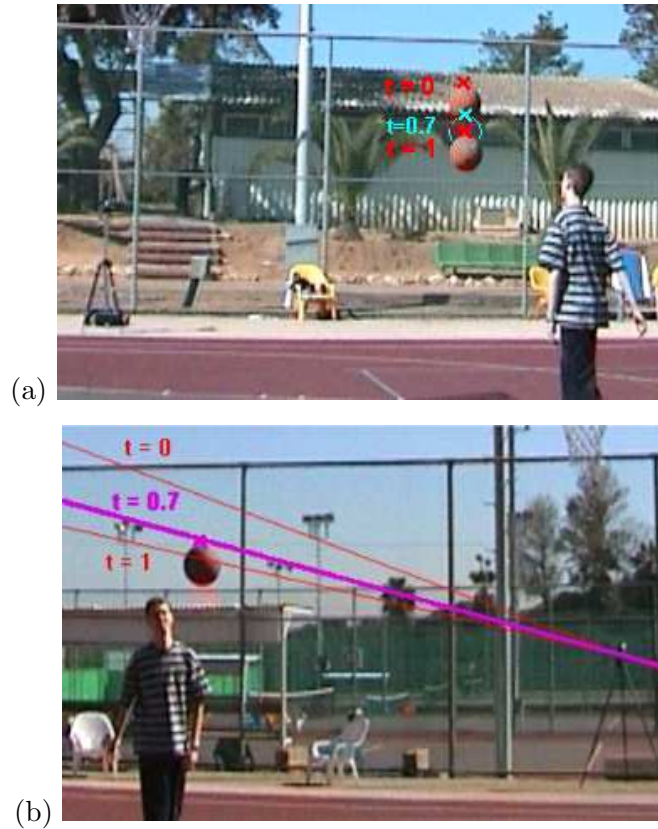 t = 0
t=0.7
t = 1
(a)
t = 0
t = 0.7
t = 1
(b)